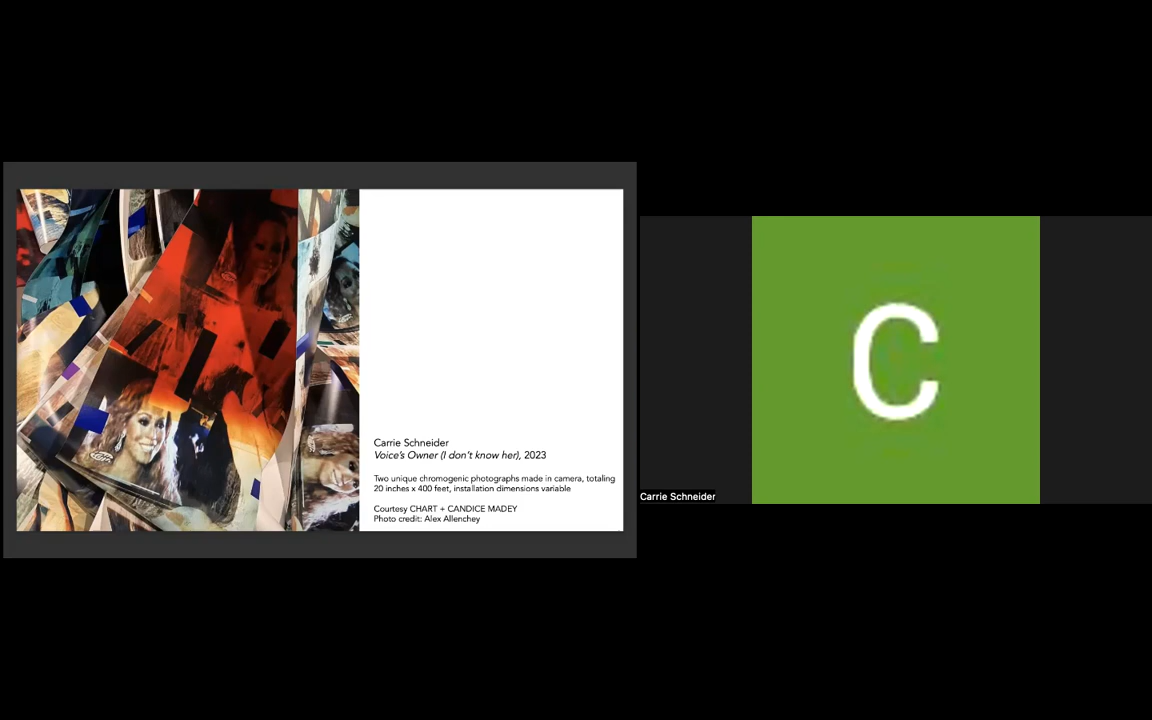 Carrie Schneider
Voice's Owner (I don't know her), 2023
Two unique chromogenic photographs made in camera, totaling
20 inches x 400 feet, installation dimensions variable
Courtesy CHART + CANDICE MADEY
Photo credit: Alex Allenchey
C
Carrie Schneider